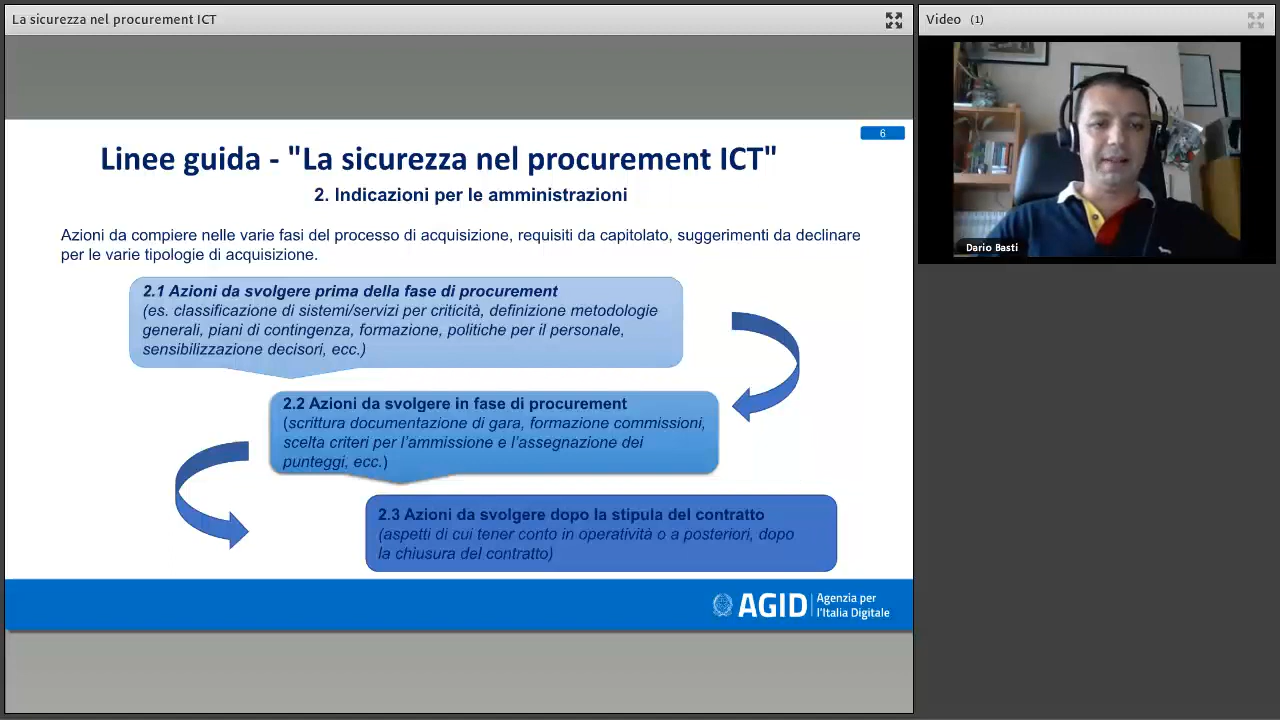 La sicurezza nel procurement ICT
Video (1)
Dario Basti
6
Linee guida - "La sicurezza nel procurement ICT"
2. Indicazioni per le amministrazioni
Azioni da compiere nelle varie fasi del processo di acquisizione, requisiti da capitolato, suggerimenti da declinare
per le varie tipologie di acquisizione.
2.1 Azioni da svolgere prima della fase di procurement
(es. classificazione di sistemi/servizi per criticità, definizione metodologie
generali, piani di contingenza, formazione, politiche per il personale,
sensibilizzazione decisori, ecc.)
2.2 Azioni da svolgere in fase di procurement
(scrittura documentazione di gara, formazione commissioni,
scelta criteri per l'ammissione e l'assegnazione dei
punteggi, ecc.)
2.3 Azioni da svolgere dopo la stipula del contratto
(aspetti di cui tener conto in operatività o a posteriori, dopo
la chiusura del contratto)
AGID Agenzia per
l'Italia Digitale